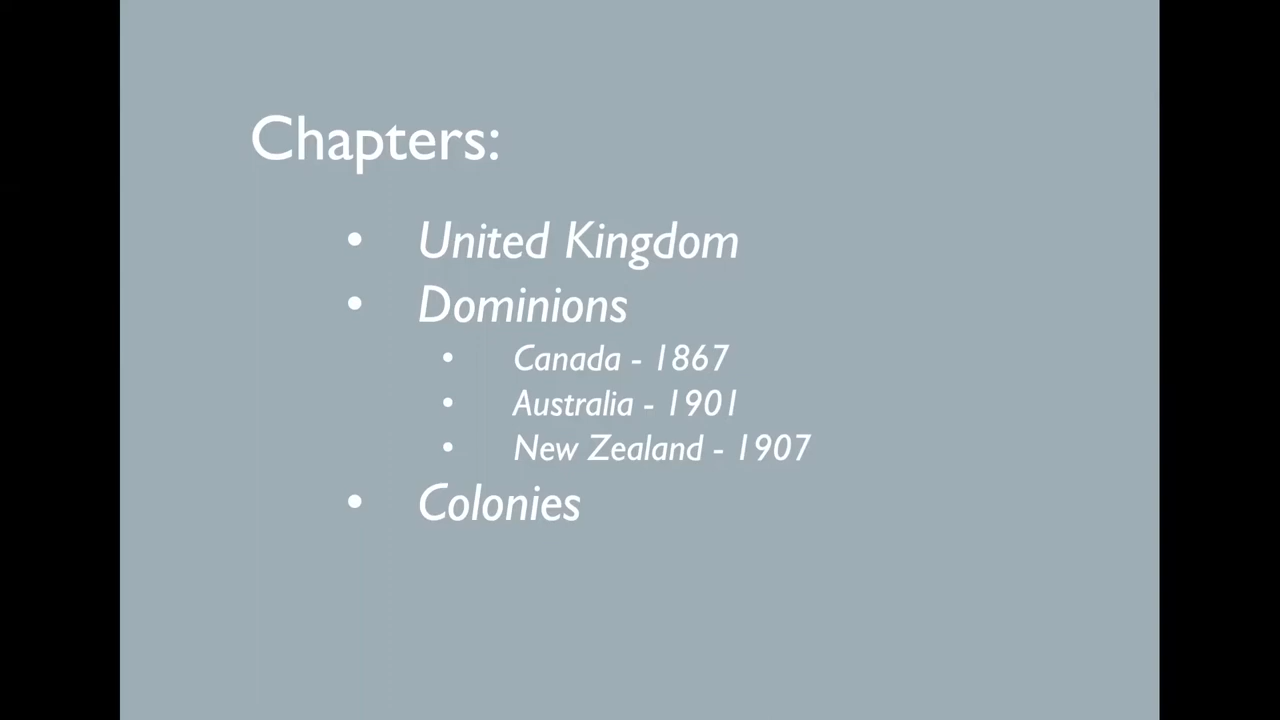 Chapters:
• United Kingdom
• Dominions
• Canada - 1867
• Australia - 1901
• New Zealand - 1907
• Colonies